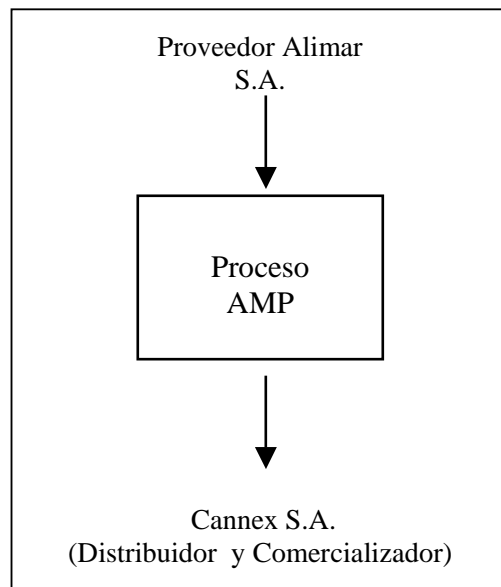 Proveedor Alimar
S.A.
Proceso
AMP
Cannex S.A.
(Distribuidor y Comercializador)